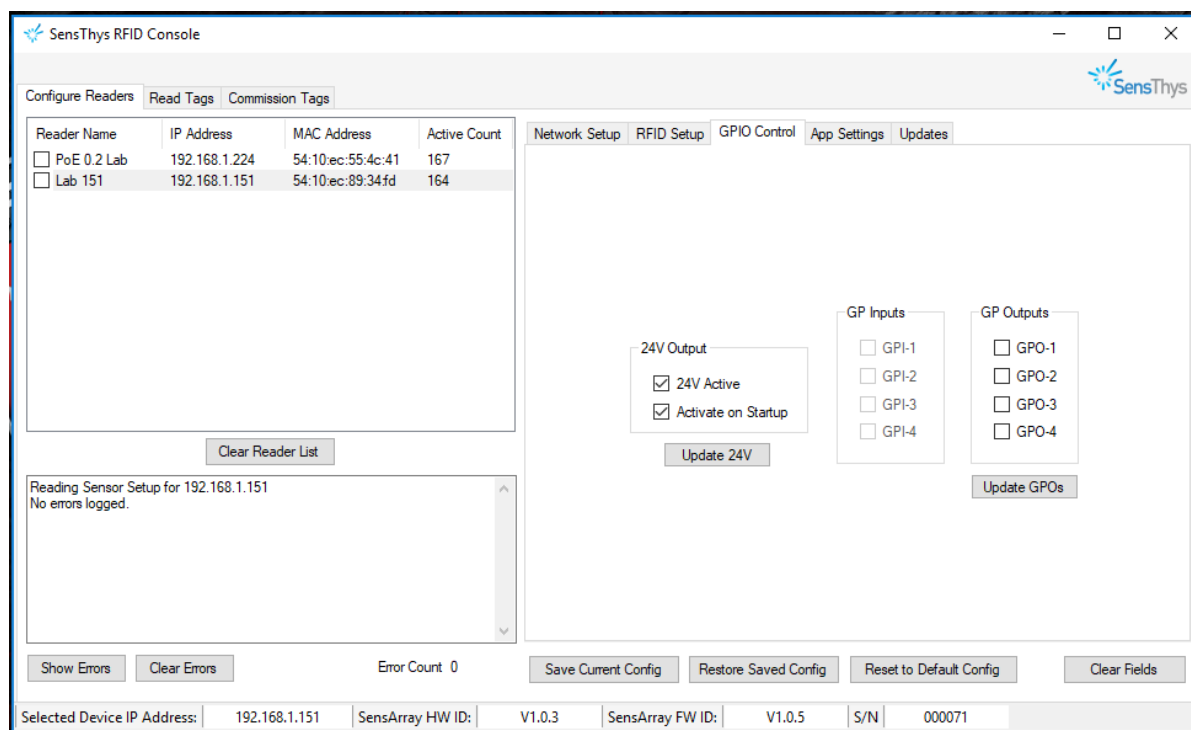 SensThys RFID Console
SensThys
Configure Readers Read Tags Commission Tags
Reader Name IP Address MAC Address Active Count
PoE 0.2 Lab 192.168.1.224 54:10:ec:55:4c:41 167
Lab 151 192.168.1.151 54:10:ec:89:34:fd 164
Clear Reader List
Reading Sensor Setup for 192.168.1.151
No errors logged.
Show Errors Clear Errors Error Count 0
Network Setup RFID Setup GPIO Control App Settings Updates
24V Output
24V Active
Activate on Startup
Update 24V
GP Inputs
GPI-1
GPI-2
GPI-3
GPI-4
GP Outputs
GPO-1
GPO-2
GPO-3
GPO-4
Update GPOs
Save Current Config Restore Saved Config Reset to Default Config Clear Fields
Selected Device IP Address: 192.168.1.151 SensArray HW ID: V1.0.3 SensArray FW ID: V1.0.5 S/N 000071